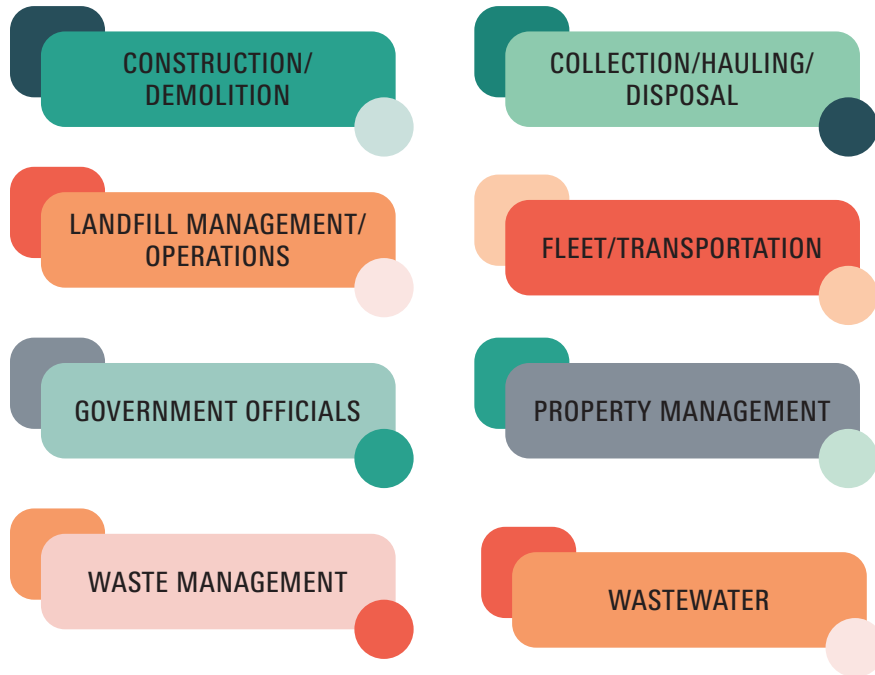 CONSTRUCTION/
DEMOLITION
COLLECTION/HAULING/
DISPOSAL
LANDFILL MANAGEMENT/
OPERATIONS
FLEET/TRANSPORTATION
GOVERNMENT OFFICIALS
PROPERTY MANAGEMENT
WASTE MANAGEMENT
WASTEWATER